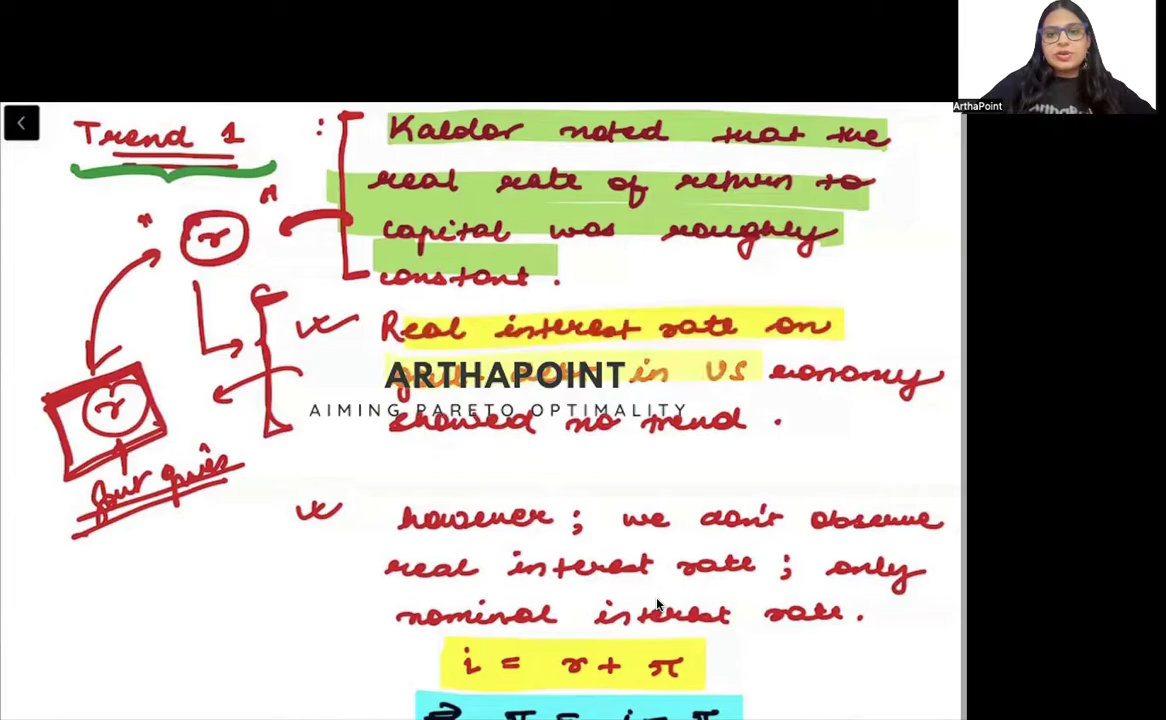 ArthaPoint
Trend 1 : Kaldor noted that the
real rate of return to
capital was roughly
constant.
" r "
Real interest rate on
in US economy
showed no trend.
ARTHAPOINT
AIMING PARETO OPTIMALITY
r
however ; we don't observe
real interest rate ; only
nominal interest rate.
i = r + π
⇒ r = i - π